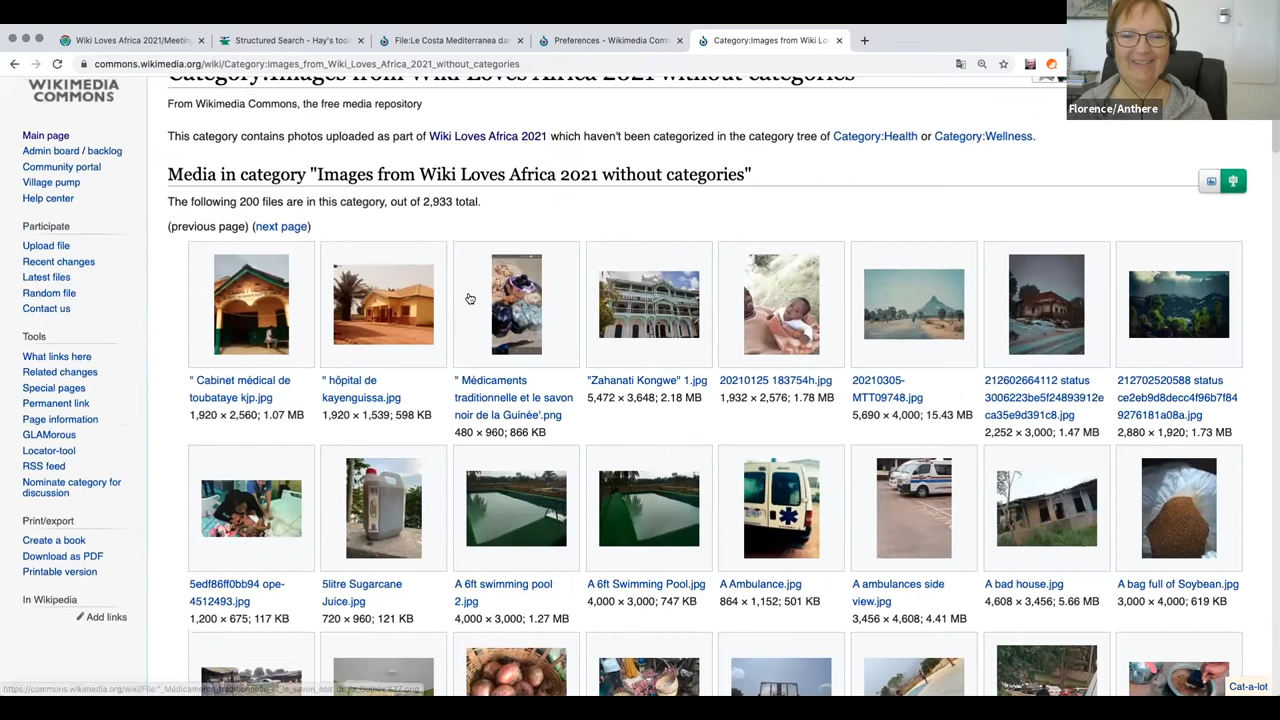 Wiki Loves Africa 2021/Meetin
Structured Search - Hay's tool
File:Le Costa Mediterranea da
Preferences - Wikimedia Comm
Category:Images from Wiki Lo
commons.wikimedia.org/wiki/Category:Images_from_Wiki_Loves_Africa_2021_without_categories
Florence/Anthere
WIKIMEDIA
COMMONS
Main page
Admin board / backlog
Community portal
Village pump
Help center
Participate
Upload file
Recent changes
Latest files
Random file
Contact us
Tools
What links here
Related changes
Special pages
Permanent link
Page information
GLAMorous
Locator-tool
RSS feed
Nominate category for
discussion
Print/export
Create a book
Download as PDF
Printable version
In Wikipedia
Add links
Category:Images from Wiki Loves Africa 2021 without categories
From Wikimedia Commons, the free media repository
This category contains photos uploaded as part of Wiki Loves Africa 2021 which haven't been categorized in the category tree of Category:Health or Category:Wellness.
Media in category "Images from Wiki Loves Africa 2021 without categories"
The following 200 files are in this category, out of 2,933 total.
(previous page) (next page)
" Cabinet médical de
toubataye kjp.jpg
1,920 × 2,560; 1.07 MB
" hôpital de
kayenguissa.jpg
1,920 × 1,539; 598 KB
" Médicaments
traditionnelle et le savon
noir de la Guinée'.png
480 × 960; 866 KB
"Zahanati Kongwe" 1.jpg
5,472 × 3,648; 2.18 MB
20210125 183754h.jpg
1,932 × 2,576; 1.78 MB
20210305-
MTT09748.jpg
5,690 × 4,000; 15.43 MB
212602664112 status
3006223be5f24893912e
ca35e9d391c8.jpg
2,252 × 3,000; 1.47 MB
212702520588 status
ce2eb9d8decc4f96b7f84
9276181a08a.jpg
2,880 × 1,920; 1.73 MB
5edf86ff0bb94 ope-
4512493.jpg
1,200 × 675; 117 KB
5litre Sugarcane
Juice.jpg
720 × 960; 121 KB
A 6ft swimming pool
2.jpg
4,000 × 3,000; 1.27 MB
A 6ft Swimming Pool.jpg
4,000 × 3,000; 747 KB
A Ambulance.jpg
864 × 1,152; 501 KB
A ambulances side
view.jpg
3,456 × 4,608; 4.41 MB
A bad house.jpg
4,608 × 3,456; 5.66 MB
A bag full of Soybean.jpg
3,000 × 4,000; 619 KB
Cat-a-lot